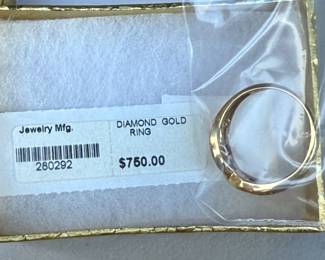 Jewelry Mfg.
280292
DIAMOND GOLD
RING
$750.00